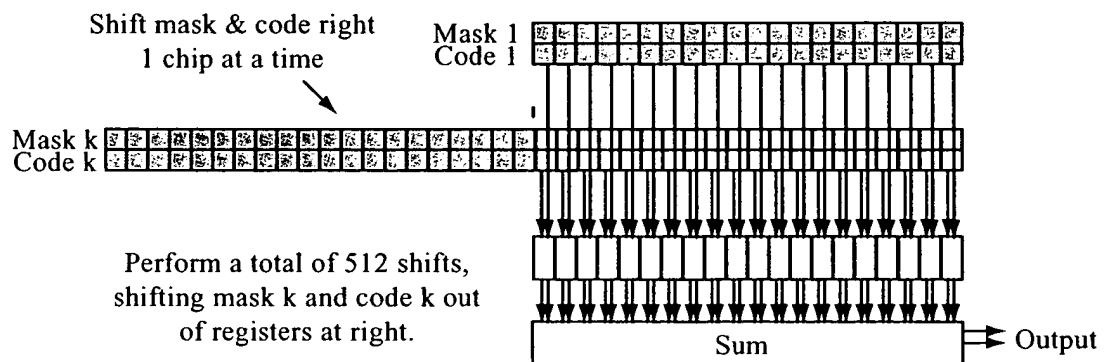 Shift mask & code right
1 chip at a time
Mask 1
Code 1
Mask k
Code k
Perform a total of 512 shifts,
shifting mask k and code k out
of registers at right.
Sum
Output